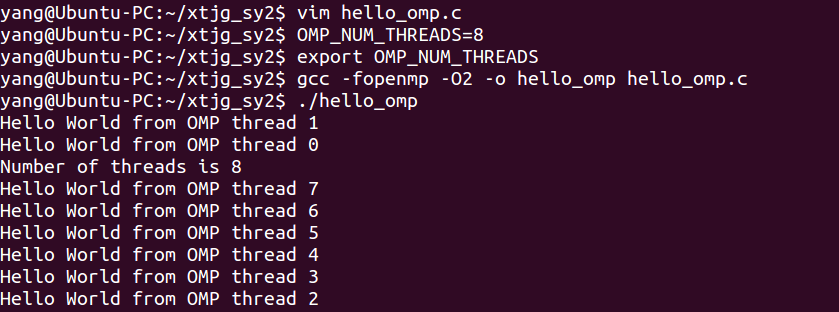 yang@Ubuntu-PC:~/xtjg_sy2$ vim hello_omp.c
yang@Ubuntu-PC:~/xtjg_sy2$ OMP_NUM_THREADS=8
yang@Ubuntu-PC:~/xtjg_sy2$ export OMP_NUM_THREADS
yang@Ubuntu-PC:~/xtjg_sy2$ gcc -fopenmp -O2 -o hello_omp hello_omp.c
yang@Ubuntu-PC:~/xtjg_sy2$ ./hello_omp
Hello World from OMP thread 1
Hello World from OMP thread 0
Number of threads is 8
Hello World from OMP thread 7
Hello World from OMP thread 6
Hello World from OMP thread 5
Hello World from OMP thread 4
Hello World from OMP thread 3
Hello World from OMP thread 2